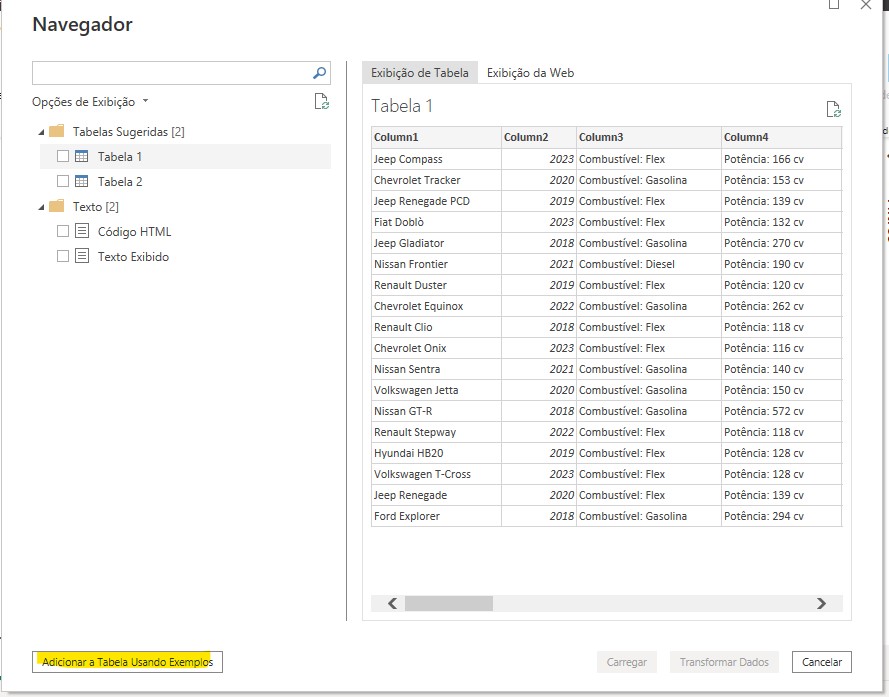 Navegador
Opções de Exibição
Tabelas Sugeridas [2]
Tabela 1
Tabela 2
Texto [2]
Código HTML
Texto Exibido
Exibição de Tabela Exibição da Web
Tabela 1
Column1 Column2 Column3 Column4
Jeep Compass 2023 Combustível: Flex Potência: 166 cv
Chevrolet Tracker 2020 Combustível: Gasolina Potência: 153 cv
Jeep Renegade PCD 2019 Combustível: Flex Potência: 139 cv
Fiat Doblò 2023 Combustível: Flex Potência: 132 cv
Jeep Gladiator 2018 Combustível: Gasolina Potência: 270 cv
Nissan Frontier 2021 Combustível: Diesel Potência: 190 cv
Renault Duster 2019 Combustível: Flex Potência: 120 cv
Chevrolet Equinox 2022 Combustível: Gasolina Potência: 262 cv
Renault Clio 2018 Combustível: Flex Potência: 118 cv
Chevrolet Onix 2023 Combustível: Flex Potência: 116 cv
Nissan Sentra 2021 Combustível: Gasolina Potência: 140 cv
Volkswagen Jetta 2020 Combustível: Gasolina Potência: 150 cv
Nissan GT-R 2018 Combustível: Gasolina Potência: 572 cv
Renault Stepway 2022 Combustível: Flex Potência: 118 cv
Hyundai HB20 2019 Combustível: Flex Potência: 128 cv
Volkswagen T-Cross 2023 Combustível: Flex Potência: 128 cv
Jeep Renegade 2020 Combustível: Flex Potência: 139 cv
Ford Explorer 2018 Combustível: Gasolina Potência: 294 cv
Adicionar a Tabela Usando Exemplos
Carregar Transformar Dados Cancelar